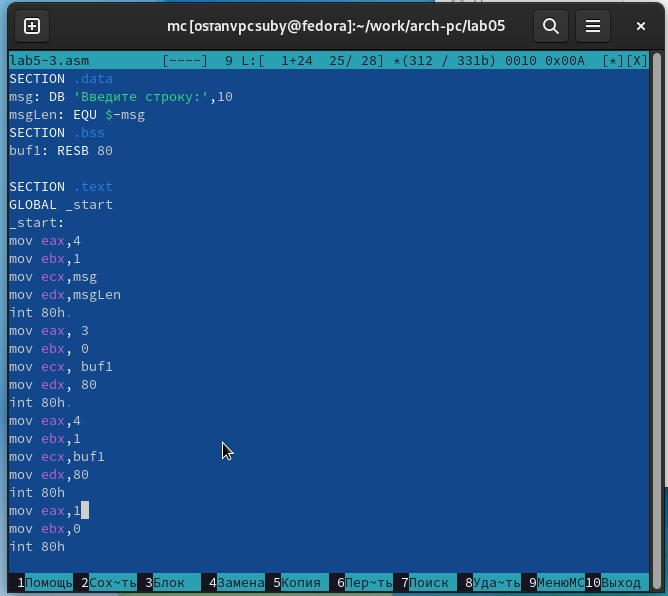 mc [ostanvpcsuby@fedora]:~/work/arch-pc/lab05
lab5-3.asm [----] 9 L:[ 1+24 25/ 28] *(312 / 331b) 0010 0x00A [*][X]
SECTION .data
msg: DB 'Введите строку:',10
msgLen: EQU $-msg
SECTION .bss
buf1: RESB 80
SECTION .text
GLOBAL _start
_start:
mov eax,4
mov ebx,1
mov ecx,msg
mov edx,msgLen
int 80h.
mov eax, 3
mov ebx, 0
mov ecx, buf1
mov edx, 80
int 80h.
mov eax,4
mov ebx,1
mov ecx,buf1
mov edx,80
int 80h
mov eax,1
mov ebx,0
int 80h
1Помощь 2Сох~ть 3Блок 4Замена 5Копия 6Пер~ть 7Поиск 8Уда~ть 9МенюMC 10Выход